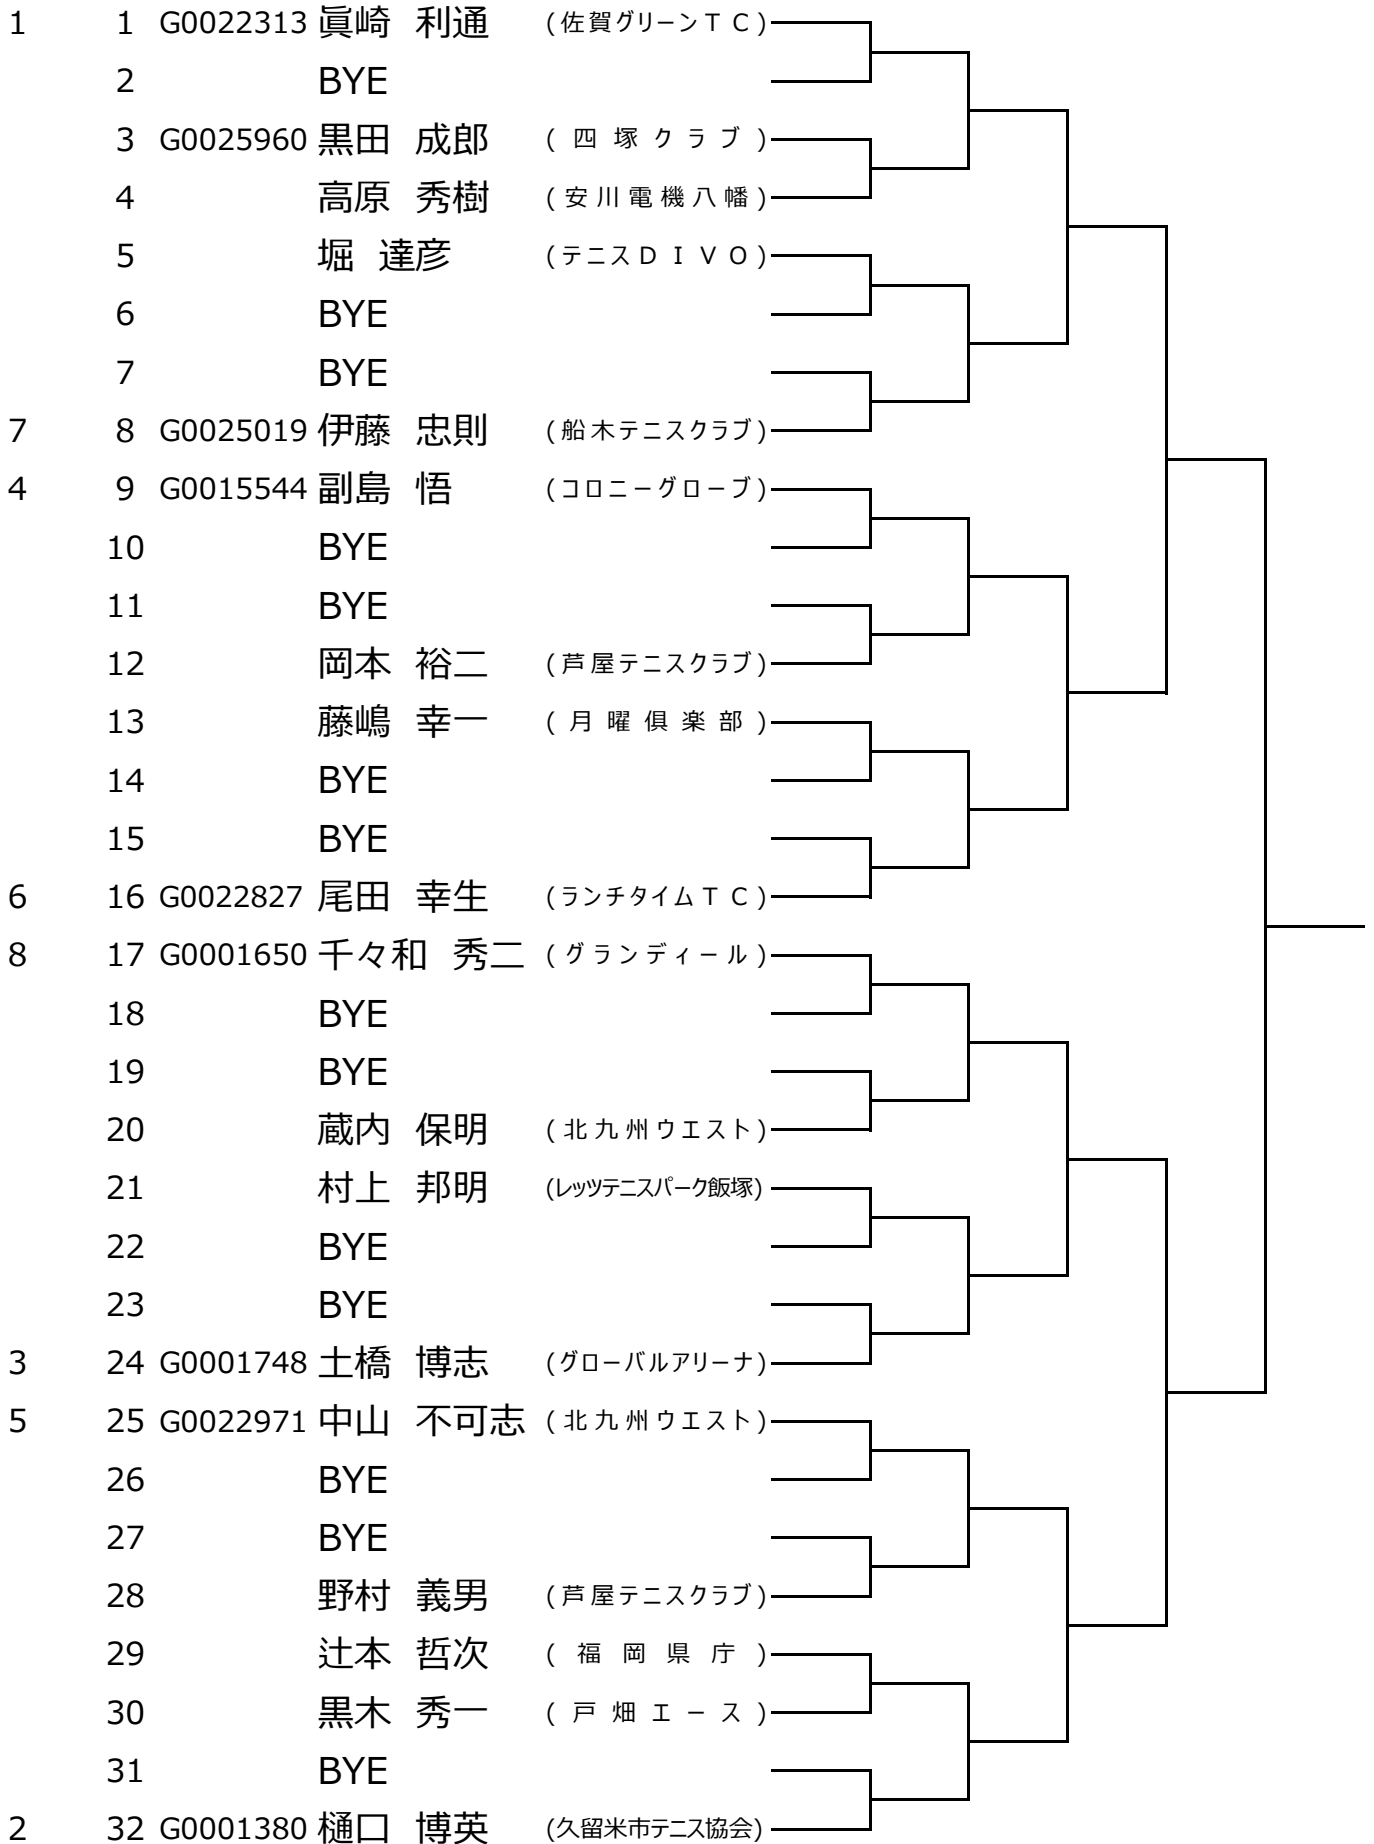 1 1 G0022313 眞崎 利通 (佐賀グリーンＴＣ)
2 BYE
3 G0025960 黒田 成郎 (四塚クラブ)
4 高原 秀樹 (安川電機八幡)
5 堀 達彦 (テニスＤＩＶＯ)
6 BYE
7 BYE
7 8 G0025019 伊藤 忠則 (船木テニスクラブ)
4 9 G0015544 副島 悟 (コロニーグローブ)
10 BYE
11 BYE
12 岡本 裕二 (芦屋テニスクラブ)
13 藤嶋 幸一 (月曜倶楽部)
14 BYE
15 BYE
6 16 G0022827 尾田 幸生 (ランチタイムＴＣ)
8 17 G0001650 千々和 秀二 (グランディール)
18 BYE
19 BYE
20 蔵内 保明 (北九州ウエスト)
21 村上 邦明 (レッツテニスパーク飯塚)
22 BYE
23 BYE
3 24 G0001748 土橋 博志 (グローバルアリーナ)
5 25 G0022971 中山 不可志 (北九州ウエスト)
26 BYE
27 BYE
28 野村 義男 (芦屋テニスクラブ)
29 辻本 哲次 (福岡県庁)
30 黒木 秀一 (戸畑エース)
31 BYE
2 32 G0001380 樋口 博英 (久留米市テニス協会)